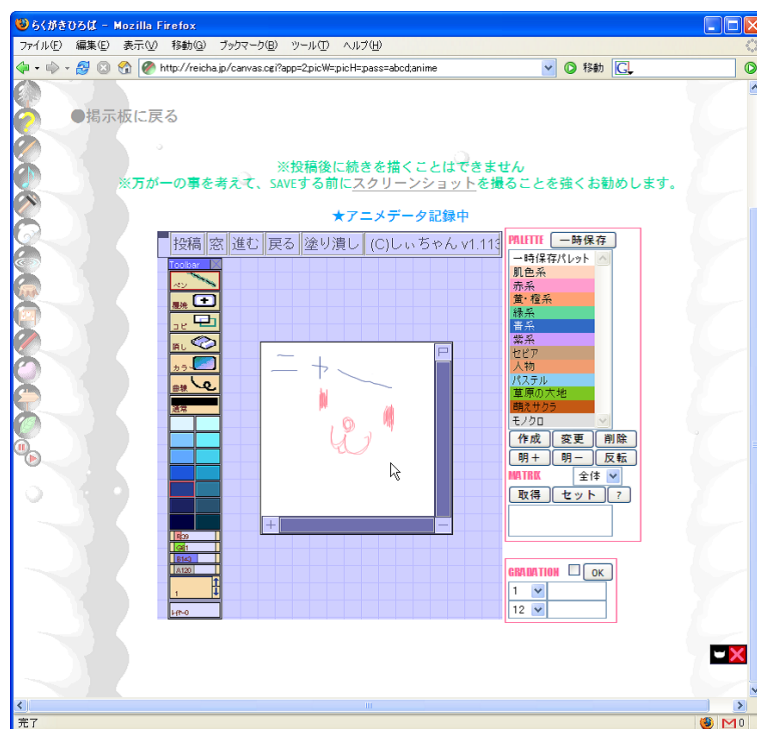 らくがきひろば - Mozilla Firefox
ファイル(F) 編集(E) 表示(V) 移動(G) ブックマーク(B) ツール(T) ヘルプ(H)
http://reicha.jp/canvas.cgi?app=2;picW=;picH=;pass=abcd;anime
移動
G
●掲示板に戻る
※投稿後に続きを描くことはできません
※万が一の事を考えて、SAVEする前にスクリーンショットを撮ることを強くお勧めします。
★アニメデータ記録中
投稿 窓 進む 戻る 塗り潰し (C)しぃちゃん v1.113
Toolbar
ペン
コピ
消し
カラー
曲線
通常
B143
A120
1
ニャー
PALETTE 一時保存
一時保存パレット
肌色系
赤系
黄・橙系
緑系
青系
紫系
セピア
人物
パステル
草原の大地
萌えサクラ
モノクロ
作成 変更 削除
明+ 明- 反転
MATRIX 全体
取得 セット ?
GRADATION OK
1
12
完了
0